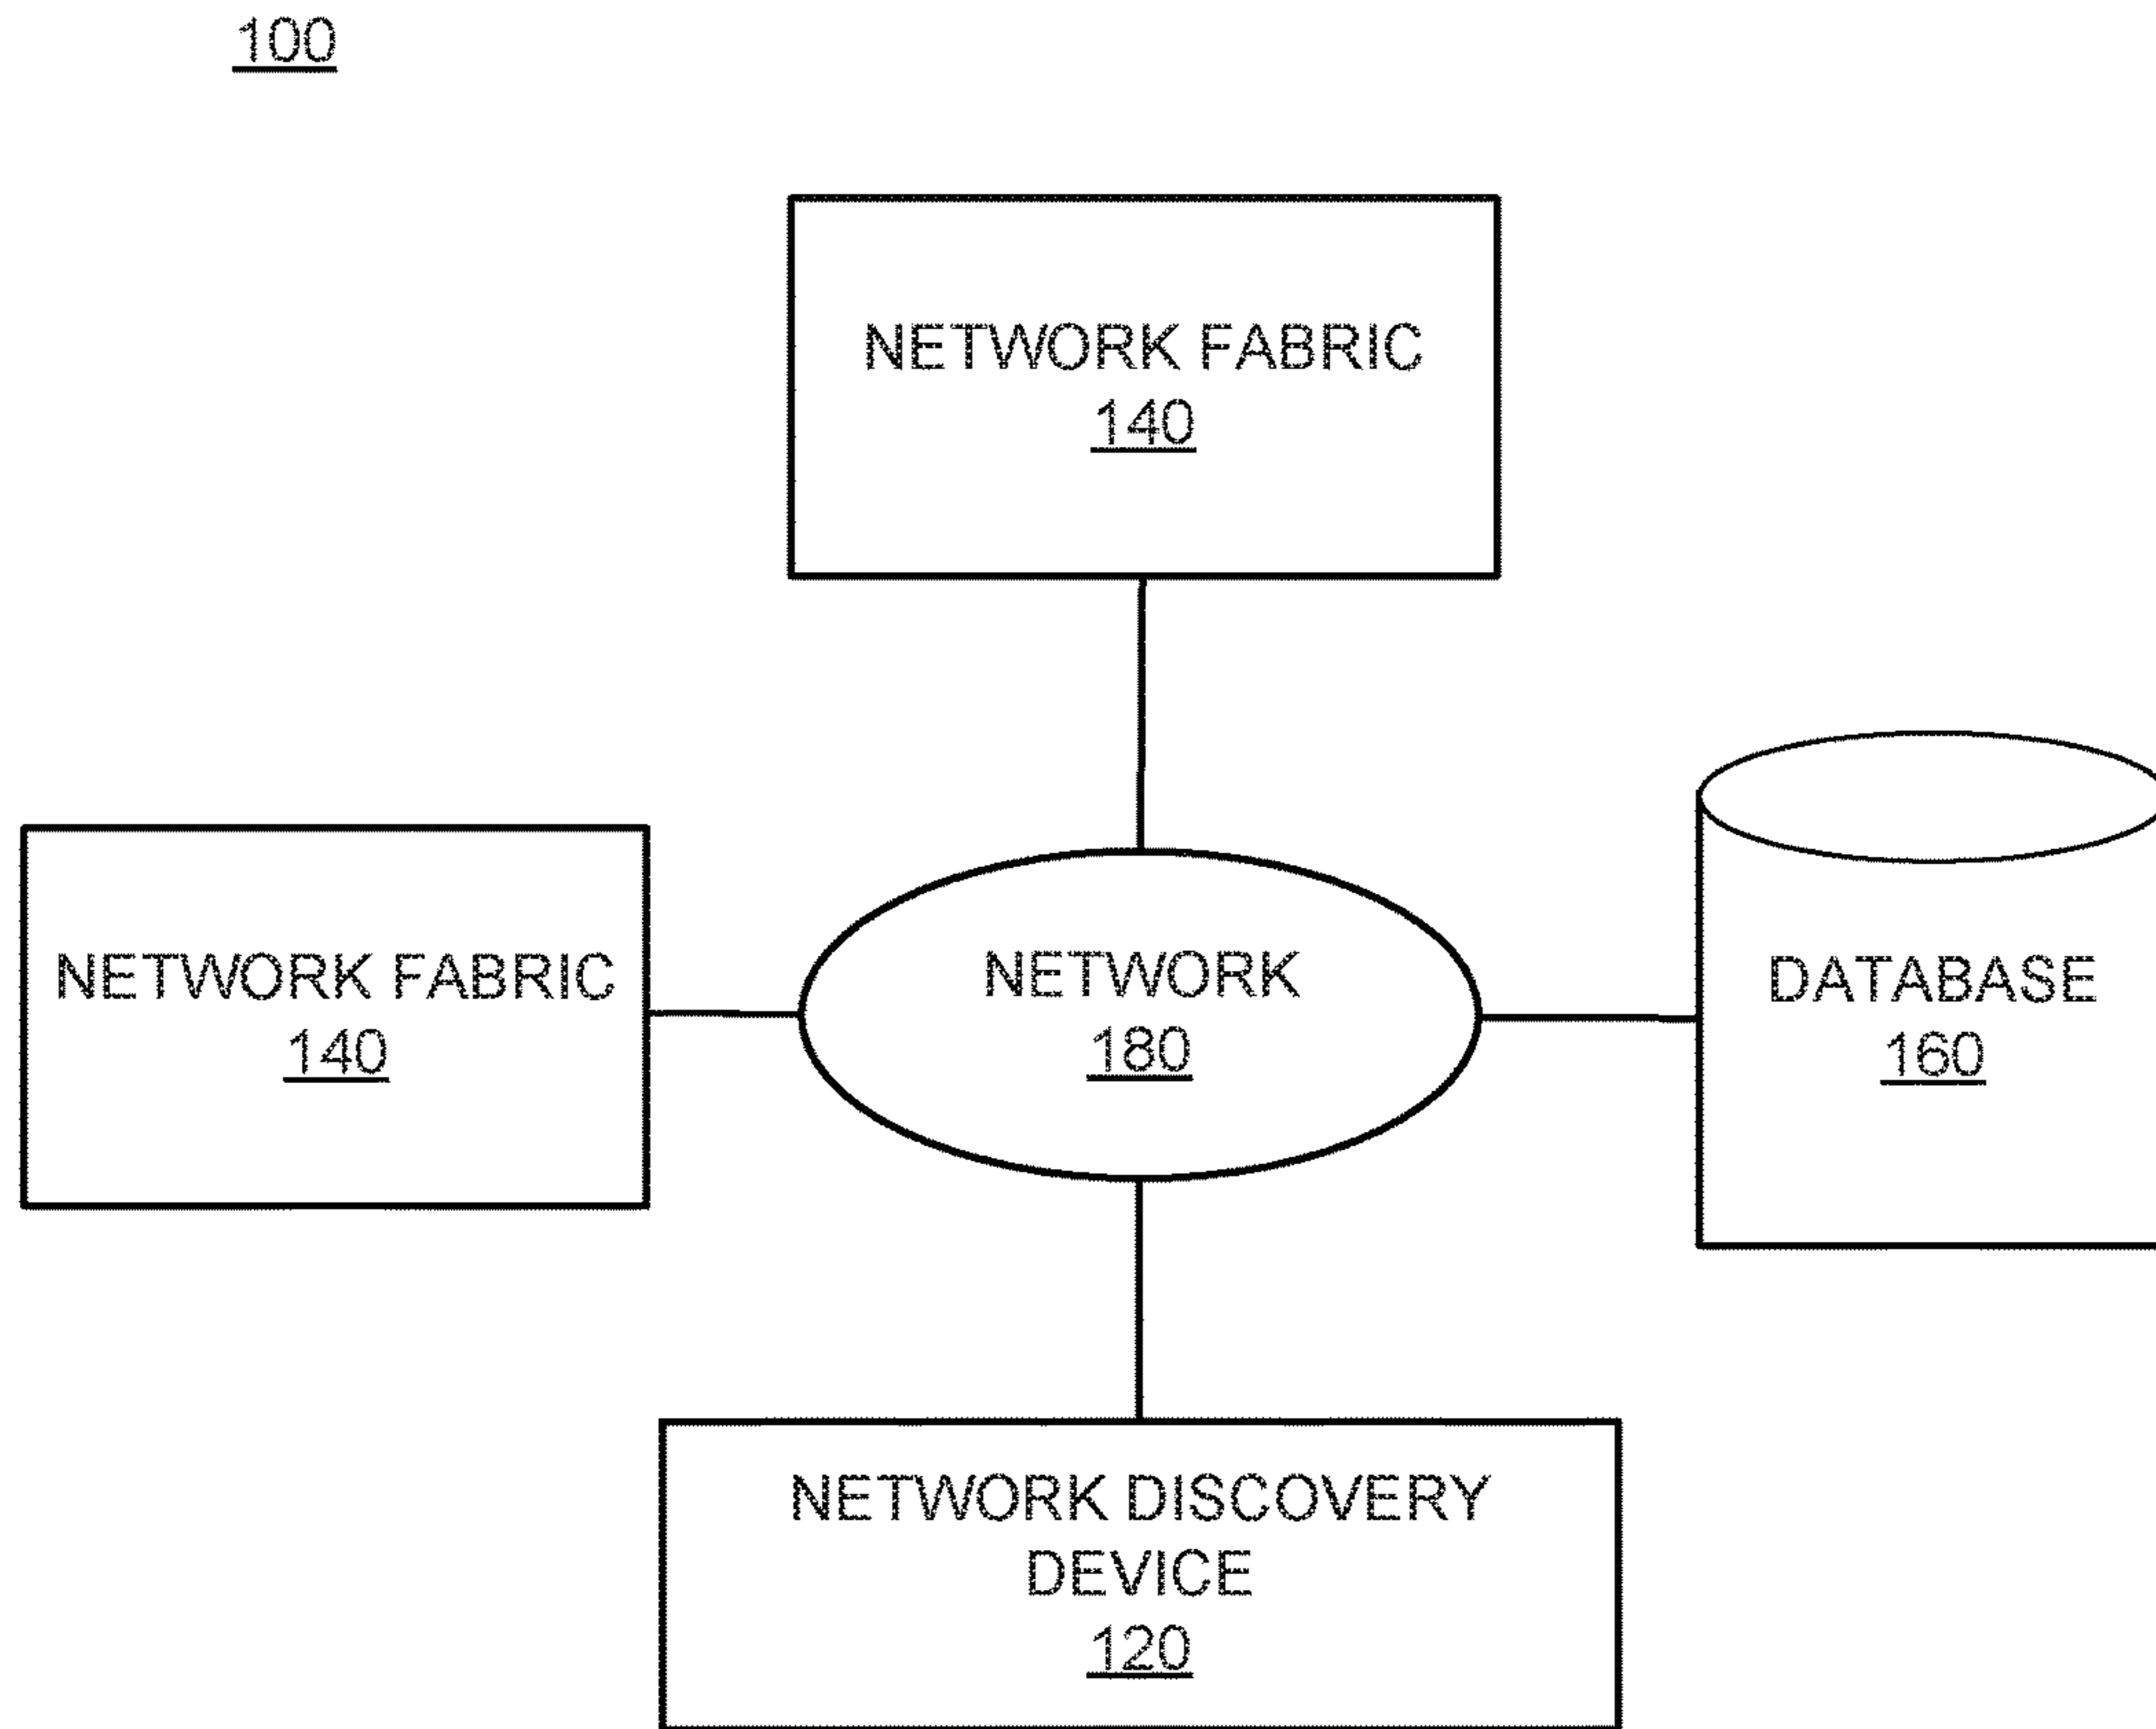 100
NETWORK FABRIC
140
NETWORK FABRIC
140
NETWORK
180
DATABASE
160
NETWORK DISCOVERY
DEVICE
120